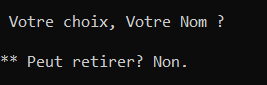 Votre choix, Votre Nom ?
** Peut retirer? Non.